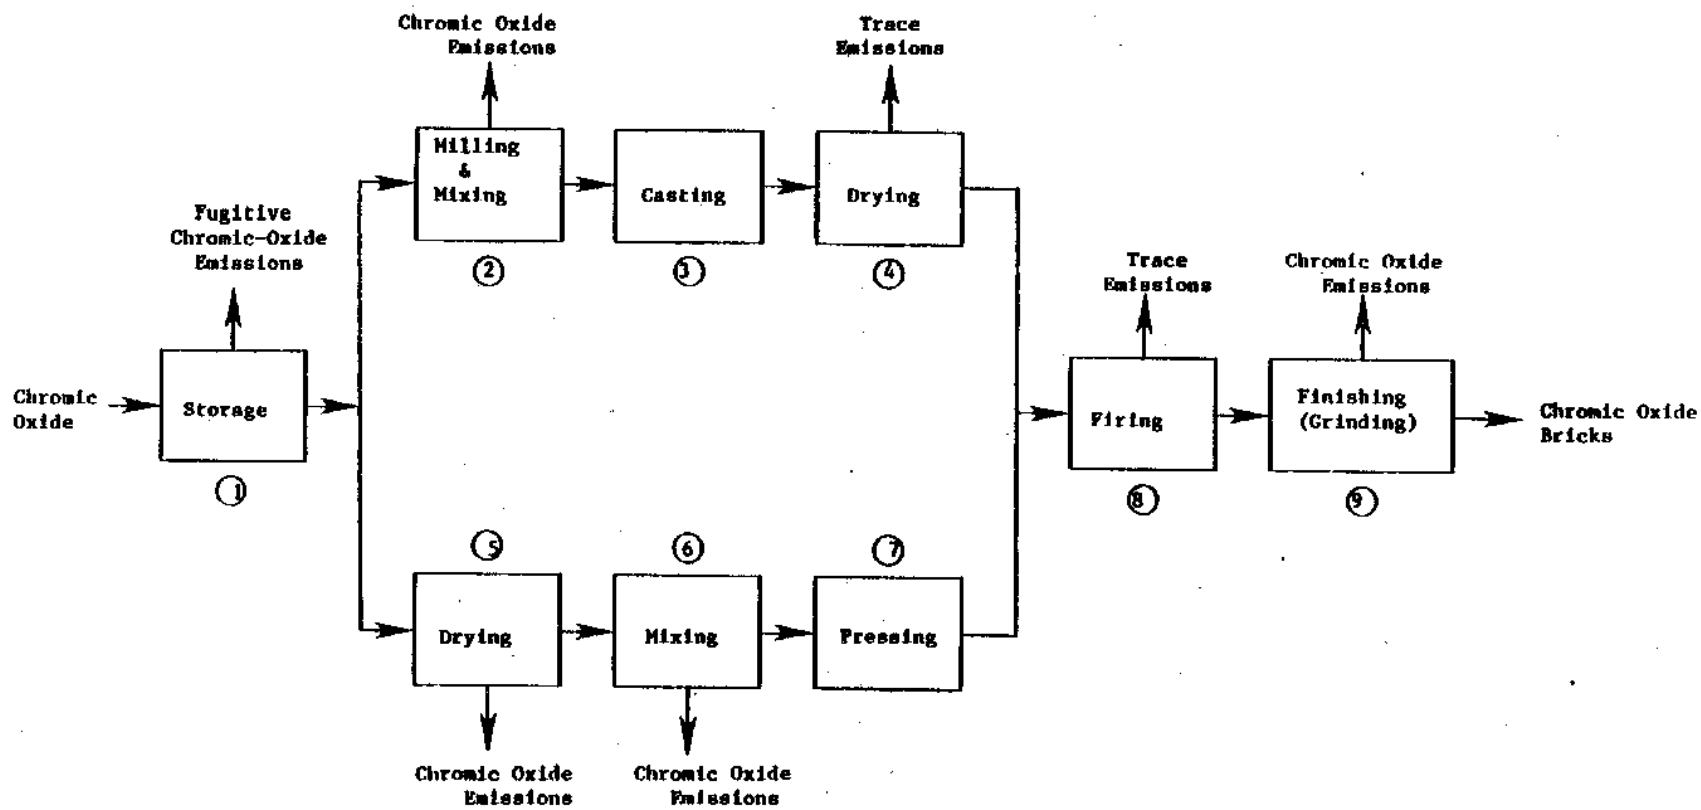 Chromic Oxide
Emissions
Trace
Emissions
Milling
&
Mixing
Casting
Drying
2
3
4
Fugitive
Chromic-Oxide
Emissions
Chromic
Oxide
Storage
1
Trace
Emissions
Chromic Oxide
Emissions
Firing
Finishing
(Grinding)
Chromic Oxide
Bricks
8
9
5
6
7
Drying
Mixing
Pressing
Chromic Oxide
Emissions
Chromic Oxide
Emissions